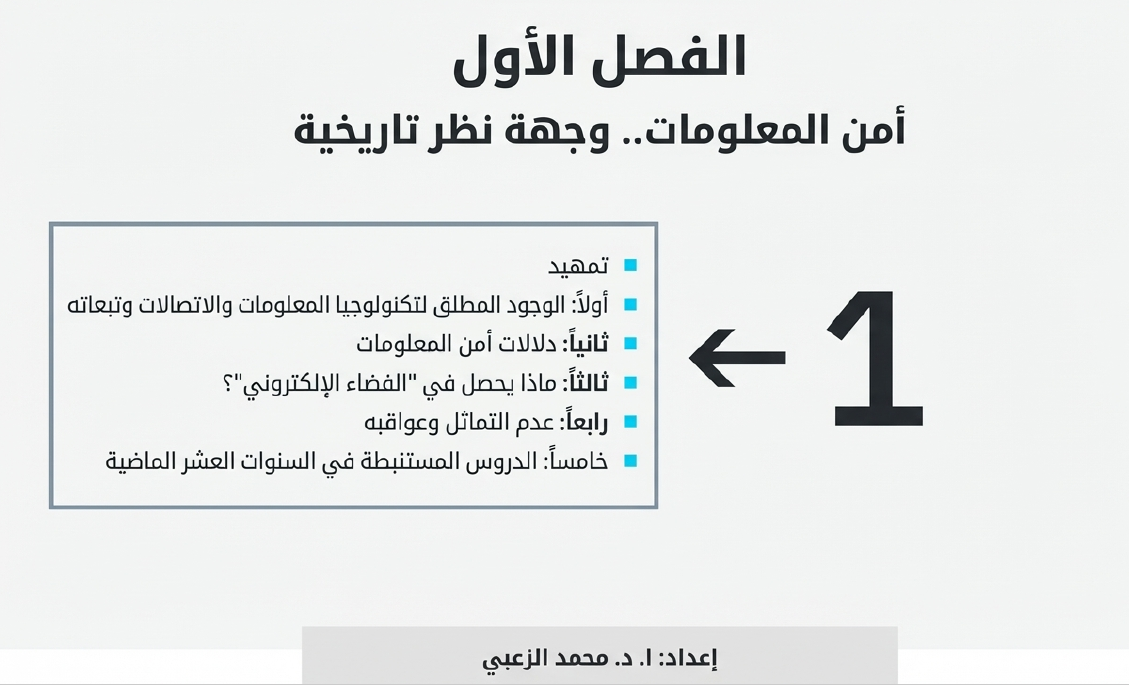 الفصل الأول
أمن المعلومات.. وجهة نظر تاريخية
1
تمهيد
أولاً: الوجود المطلق لتكنولوجيا المعلومات والاتصالات وتبعاته
ثانياً: دلالات أمن المعلومات
ثالثاً: ماذا يحصل في "الفضاء الإلكتروني"؟
رابعاً: عدم التماثل وعواقبه
خامساً: الدروس المستنبطة في السنوات العشر الماضية
إعداد: ا. د. محمد الزعبي